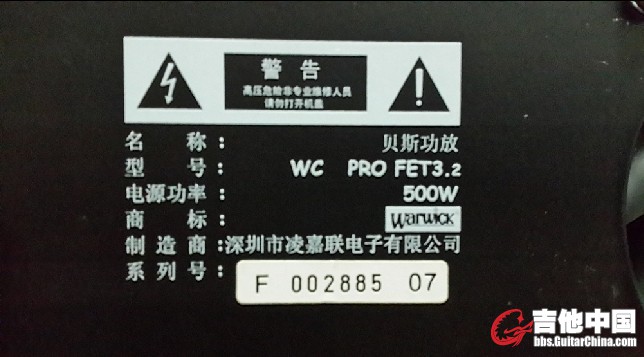 警告
高压危险非专业维修人员
请勿打开机盖
名称：贝斯功放
型号：WC PRO FET3.2
电源功率：500W
商标：warwick
制造商：深圳市凌嘉联电子有限公司
系列号：F 002885 07
吉他中国
bbs.GuitarChina.com